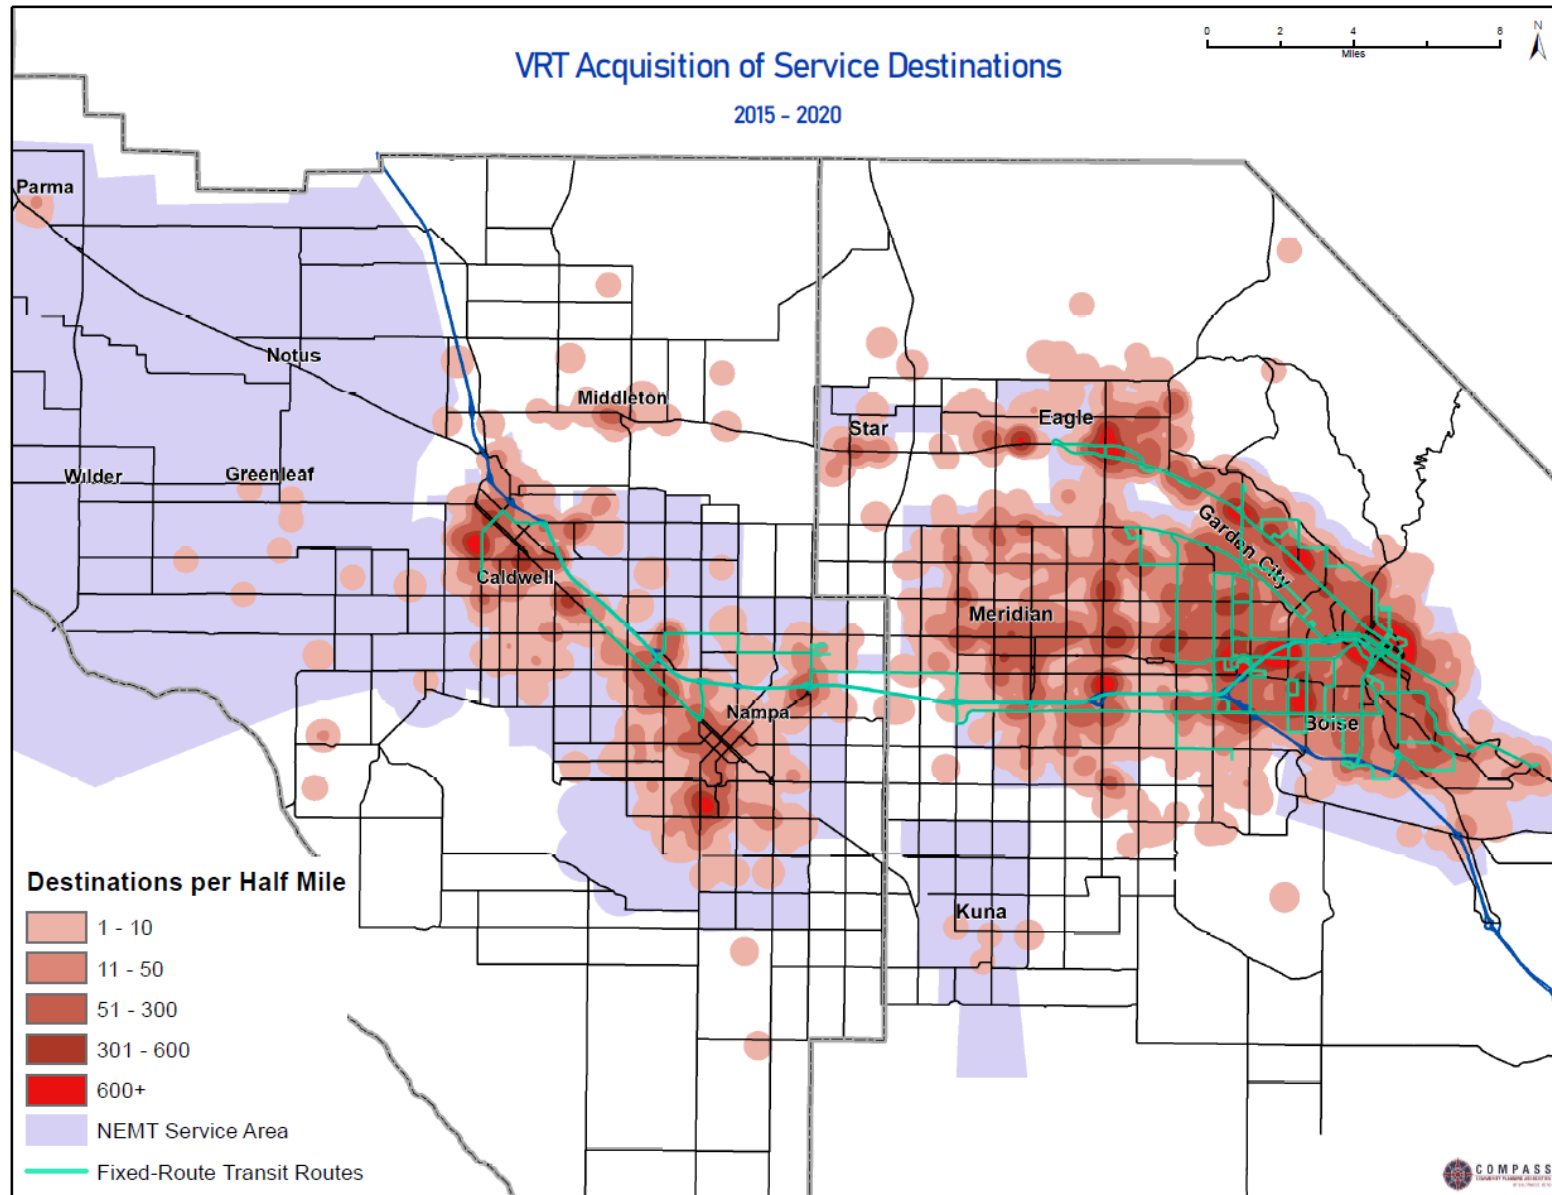 0 2 4 8
Miles
N
VRT Acquisition of Service Destinations
2015 - 2020
Parma
Notus
Middleton
Star
Eagle
Wilder
Greenleaf
Garden City
Caldwell
Meridian
Nampa
Boise
Kuna
Destinations per Half Mile
1 - 10
11 - 50
51 - 300
301 - 600
600+
NEMT Service Area
Fixed-Route Transit Routes
COMPASS